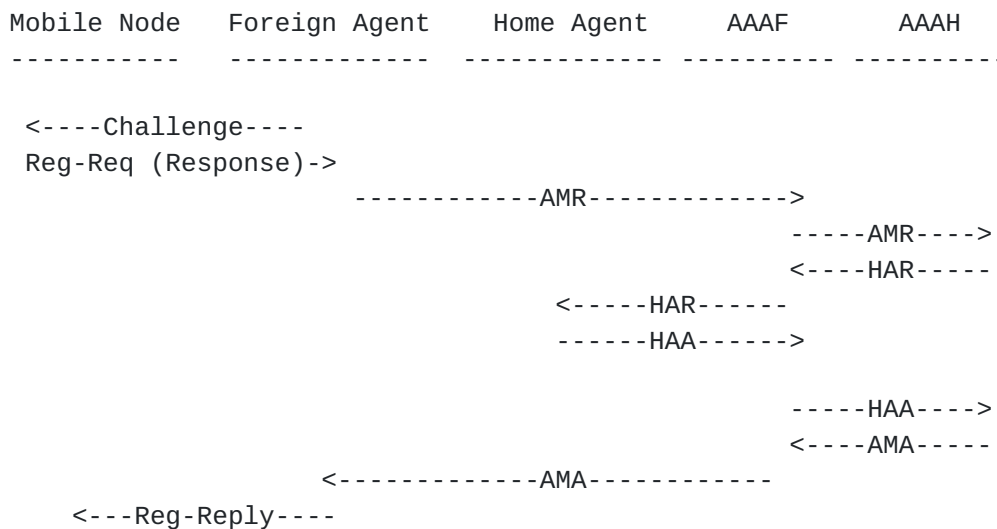 Mobile Node   Foreign Agent    Home Agent      AAAF       AAAH
-----------   -------------  ------------- ---------- ----------
<----Challenge----
Reg-Req (Response)->
------------AMR------------->
-----AMR---->
<----HAR-----
<-----HAR------
------HAA------>
-----HAA---->
<----AMA-----
<-------------AMA------------
<---Reg-Reply----